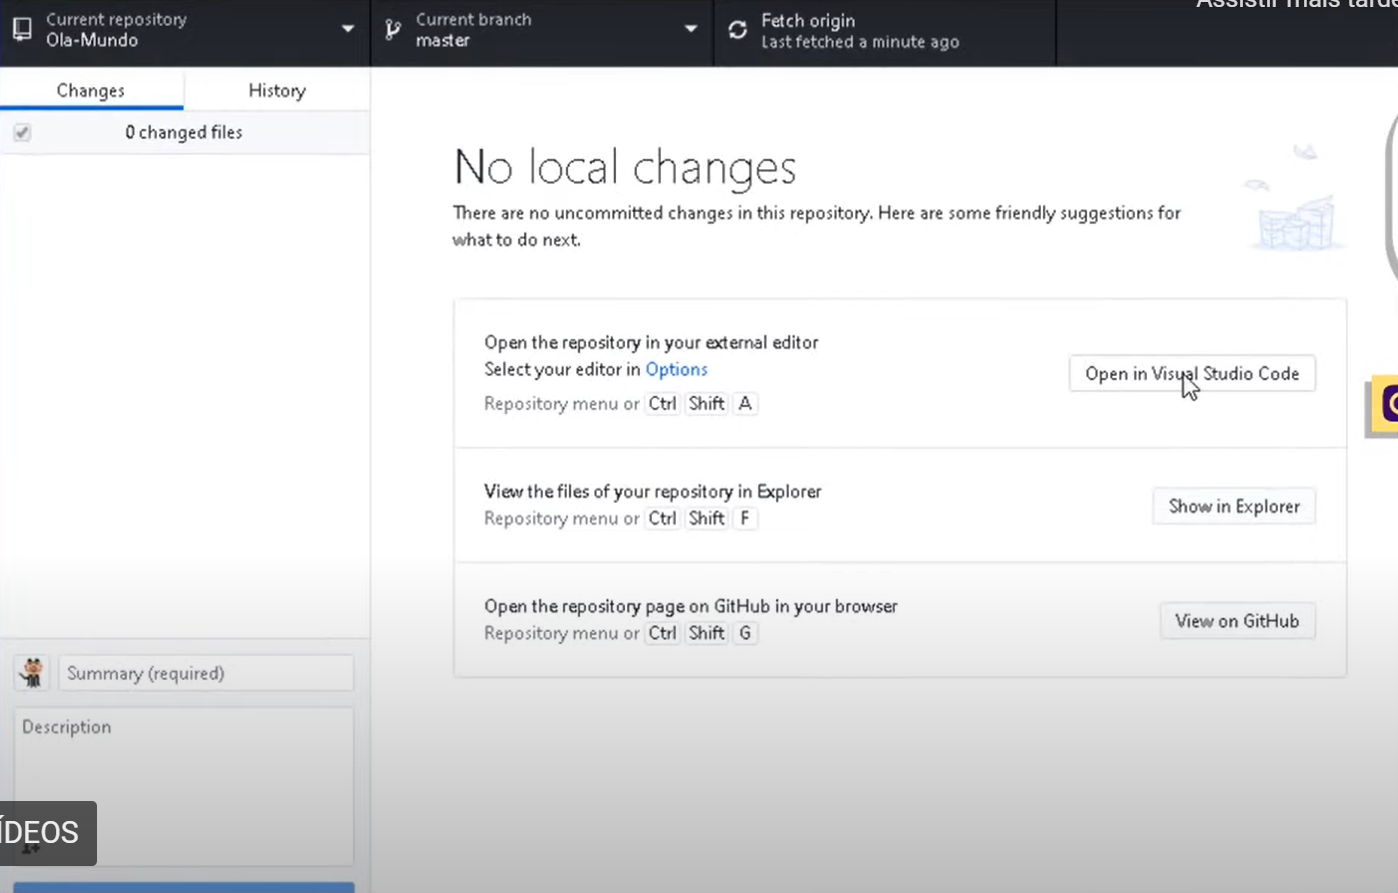 Current repository
Ola-Mundo
Current branch
master
Fetch origin
Last fetched a minute ago
Assistir mais tarde
Changes
History
0 changed files
No local changes
There are no uncommitted changes in this repository. Here are some friendly suggestions for
what to do next.
Open the repository in your external editor
Select your editor in Options
Repository menu or Ctrl Shift A
Open in Visual Studio Code
View the files of your repository in Explorer
Repository menu or Ctrl Shift F
Show in Explorer
Open the repository page on GitHub in your browser
Repository menu or Ctrl Shift G
View on GitHub
Summary (required)
Description
ÍDEOS